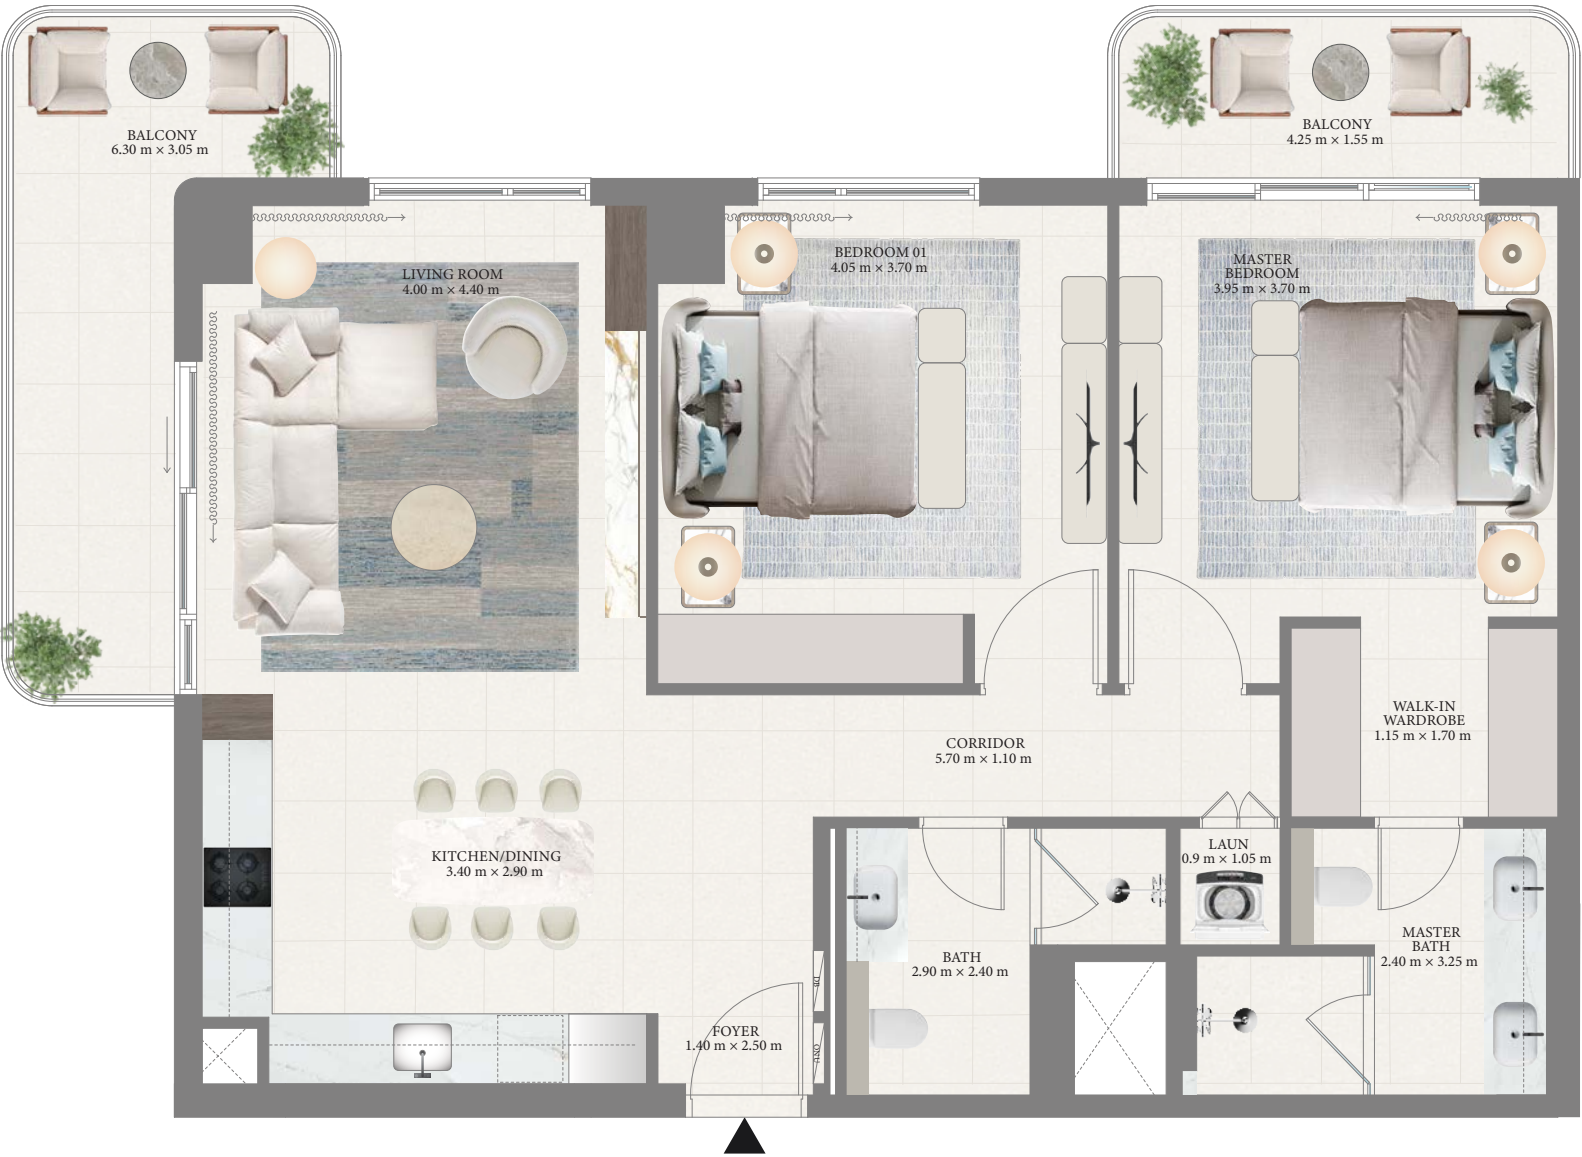 BALCONY
6.30 m × 3.05 m
BALCONY
4.25 m × 1.55 m
LIVING ROOM
4.00 m × 4.40 m
BEDROOM 01
4.05 m × 3.70 m
MASTER
BEDROOM
3.95 m × 3.70 m
WALK-IN
WARDROBE
1.15 m × 1.70 m
CORRIDOR
5.70 m × 1.10 m
KITCHEN/DINING
3.40 m × 2.90 m
LAUN
0.9 m × 1.05 m
BATH
2.90 m × 2.40 m
MASTER
BATH
2.40 m × 3.25 m
DB
FOYER
1.40 m × 2.50 m
ONU